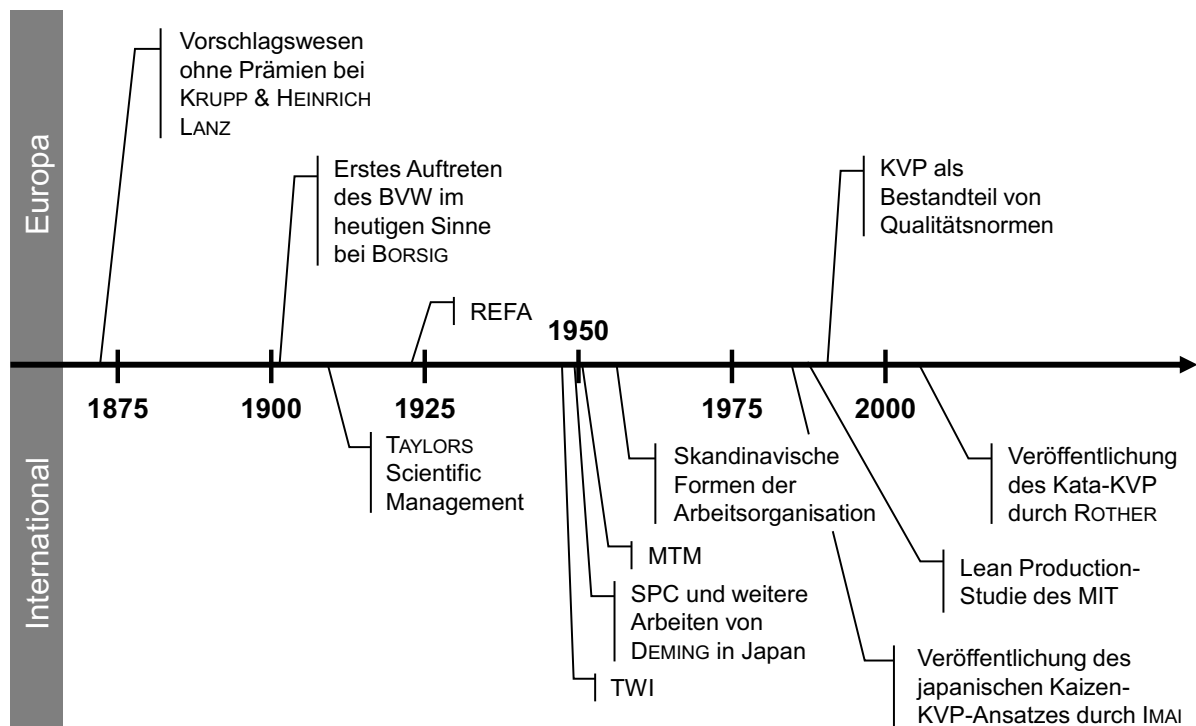 Europa
Vorschlagswesen
ohne Prämien bei
KRUPP & HEINRICH
LANZ
Erstes Auftreten
des BVW im
heutigen Sinne
bei BORSIG
REFA
KVP als
Bestandteil von
Qualitätsnormen
1950
1875
1900
1925
1975
2000
International
TAYLORS
Scientific
Management
Skandinavische
Formen der
Arbeitsorganisation
Veröffentlichung
des Kata-KVP
durch ROTHER
MTM
Lean Production-
Studie des MIT
SPC und weitere
Arbeiten von
DEMING in Japan
TWI
Veröffentlichung des
japanischen Kaizen-
KVP-Ansatzes durch IMAI